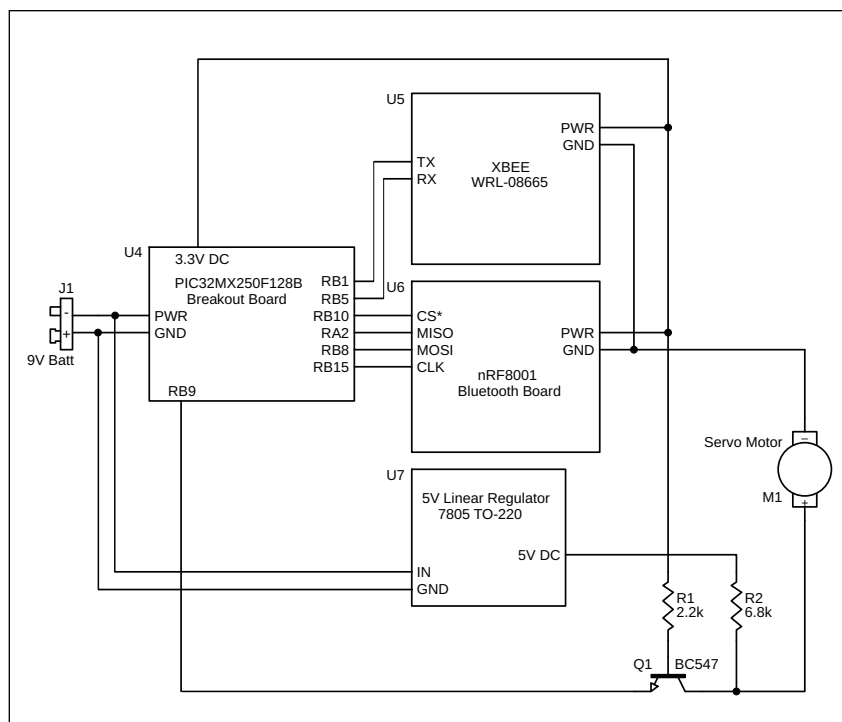 U5
PWR
GND
XBEE
WRL-08665
TX
RX
U4
3.3V DC
PIC32MX250F128B
Breakout Board
RB1
RB5
RB10
RA2
RB8
RB15
PWR
GND
RB9
J1
-
+
9V Batt
U6
CS*
MISO
MOSI
CLK
PWR
GND
nRF8001
Bluetooth Board
Servo Motor
–
+
M1
U7
5V Linear Regulator
7805 TO-220
5V DC
IN
GND
R1
2.2k
R2
6.8k
Q1
BC547